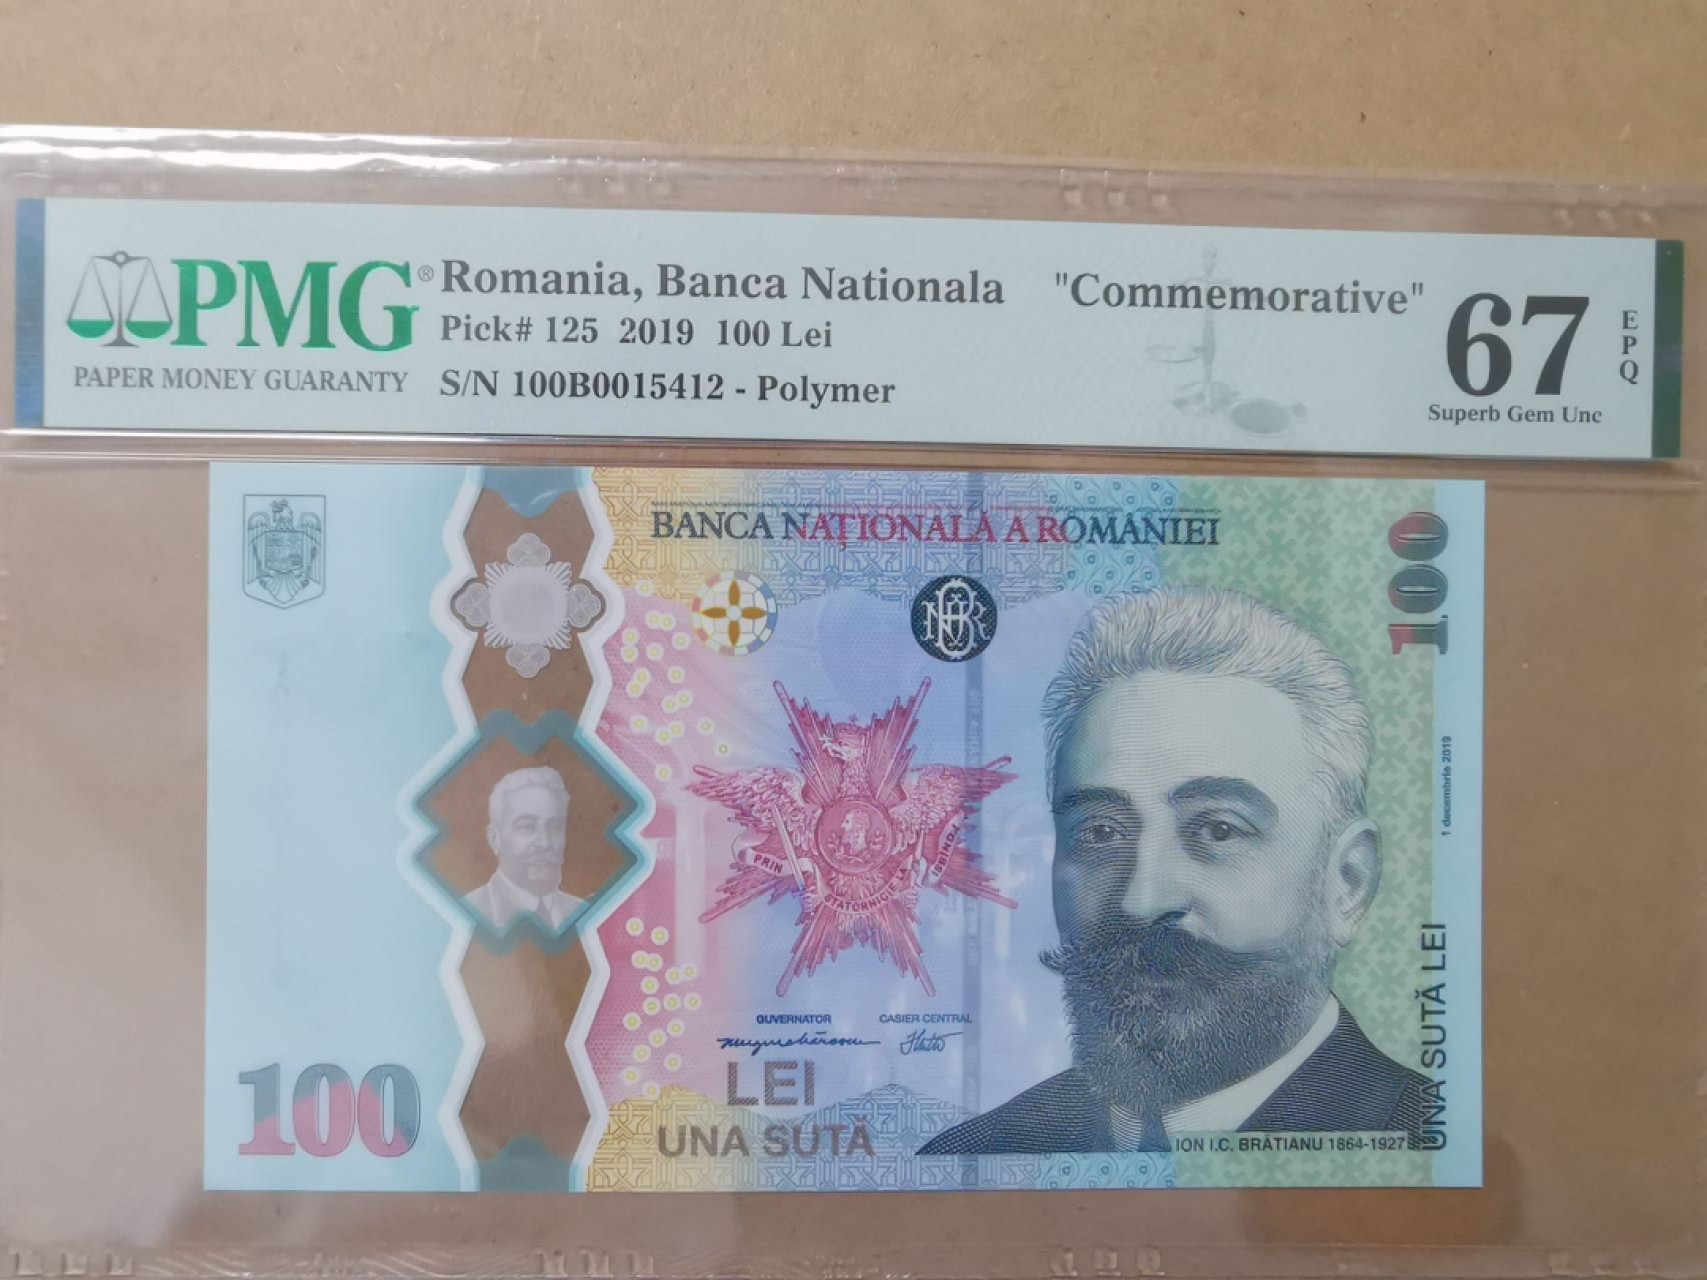 PMG®
PAPER MONEY GUARANTY
Romania, Banca Nationala "Commemorative"
Pick# 125 2019 100 Lei
S/N 100B0015412 - Polymer
67
EPQ
Superb Gem Unc
BANCA NAȚIONALĂ A ROMÂNIEI
100
BNR
PRIN
STATORNICIE LA
ISBÎNDĂ
1 decembrie 2019
GUVERNATOR CASIER CENTRAL
LEI
UNA SUTĂ
100
UNA SUTĂ LEI
ION I.C. BRĂTIANU 1864-1927